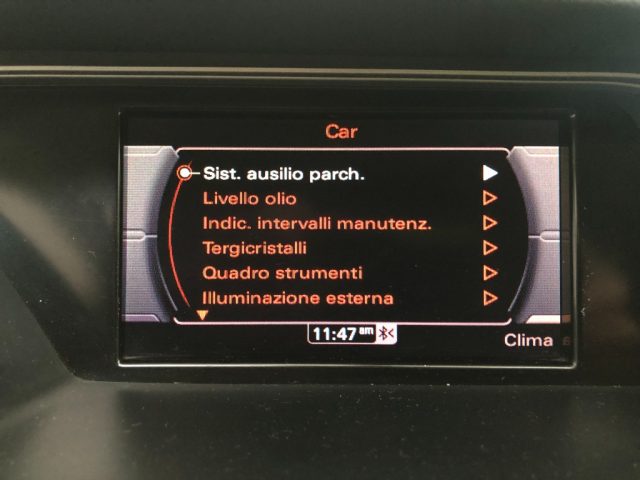 Car
Sist. ausilio parch.
Livello olio
Indic. intervalli manutenz.
Tergicristalli
Quadro strumenti
Illuminazione esterna
11:47 am
Clima